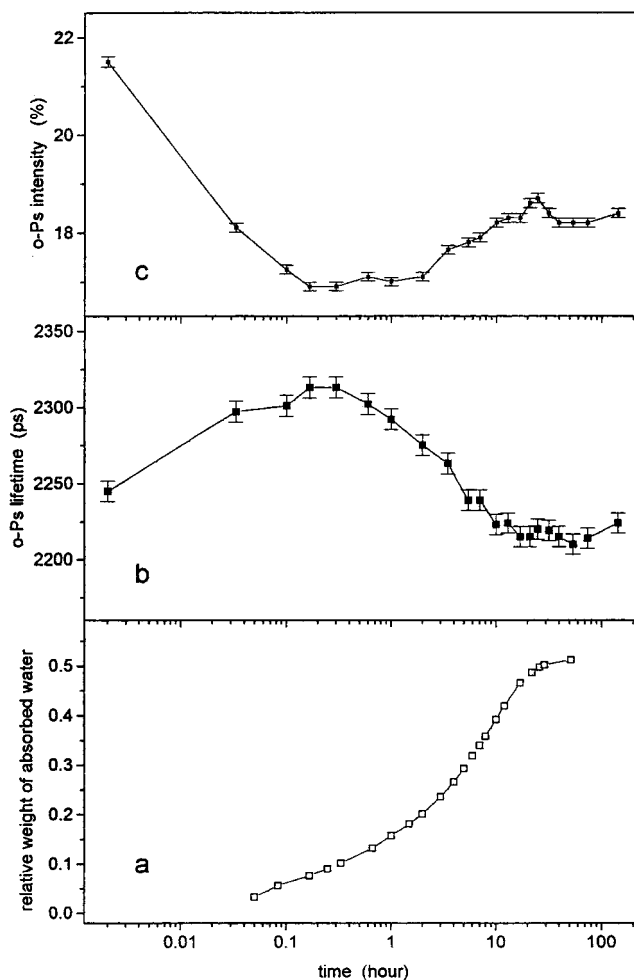 22
20
18
o-Ps intensity (%)
c
2350
2300
2250
2200
o-Ps lifetime (ps)
b
0.5
0.4
0.3
0.2
0.1
0.0
relative weight of absorbed water
a
0.01 0.1 1 10 100
time (hour)